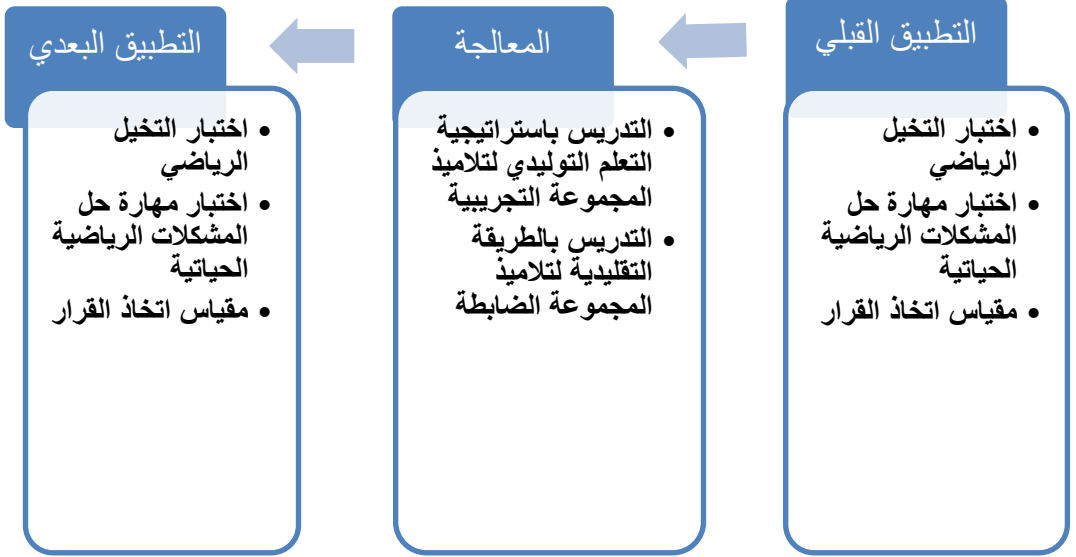 التطبيق القبلي
• اختبار التخيل
الرياضي
• اختبار مهارة حل
المشكلات الرياضية
الحياتية
• مقياس اتخاذ القرار
المعالجة
• التدريس باستراتيجية
التعلم التوليدي لتلاميذ
المجموعة التجريبية
• التدريس بالطريقة
التقليدية لتلاميذ
المجموعة الضابطة
التطبيق البعدي
• اختبار التخيل
الرياضي
• اختبار مهارة حل
المشكلات الرياضية
الحياتية
• مقياس اتخاذ القرار